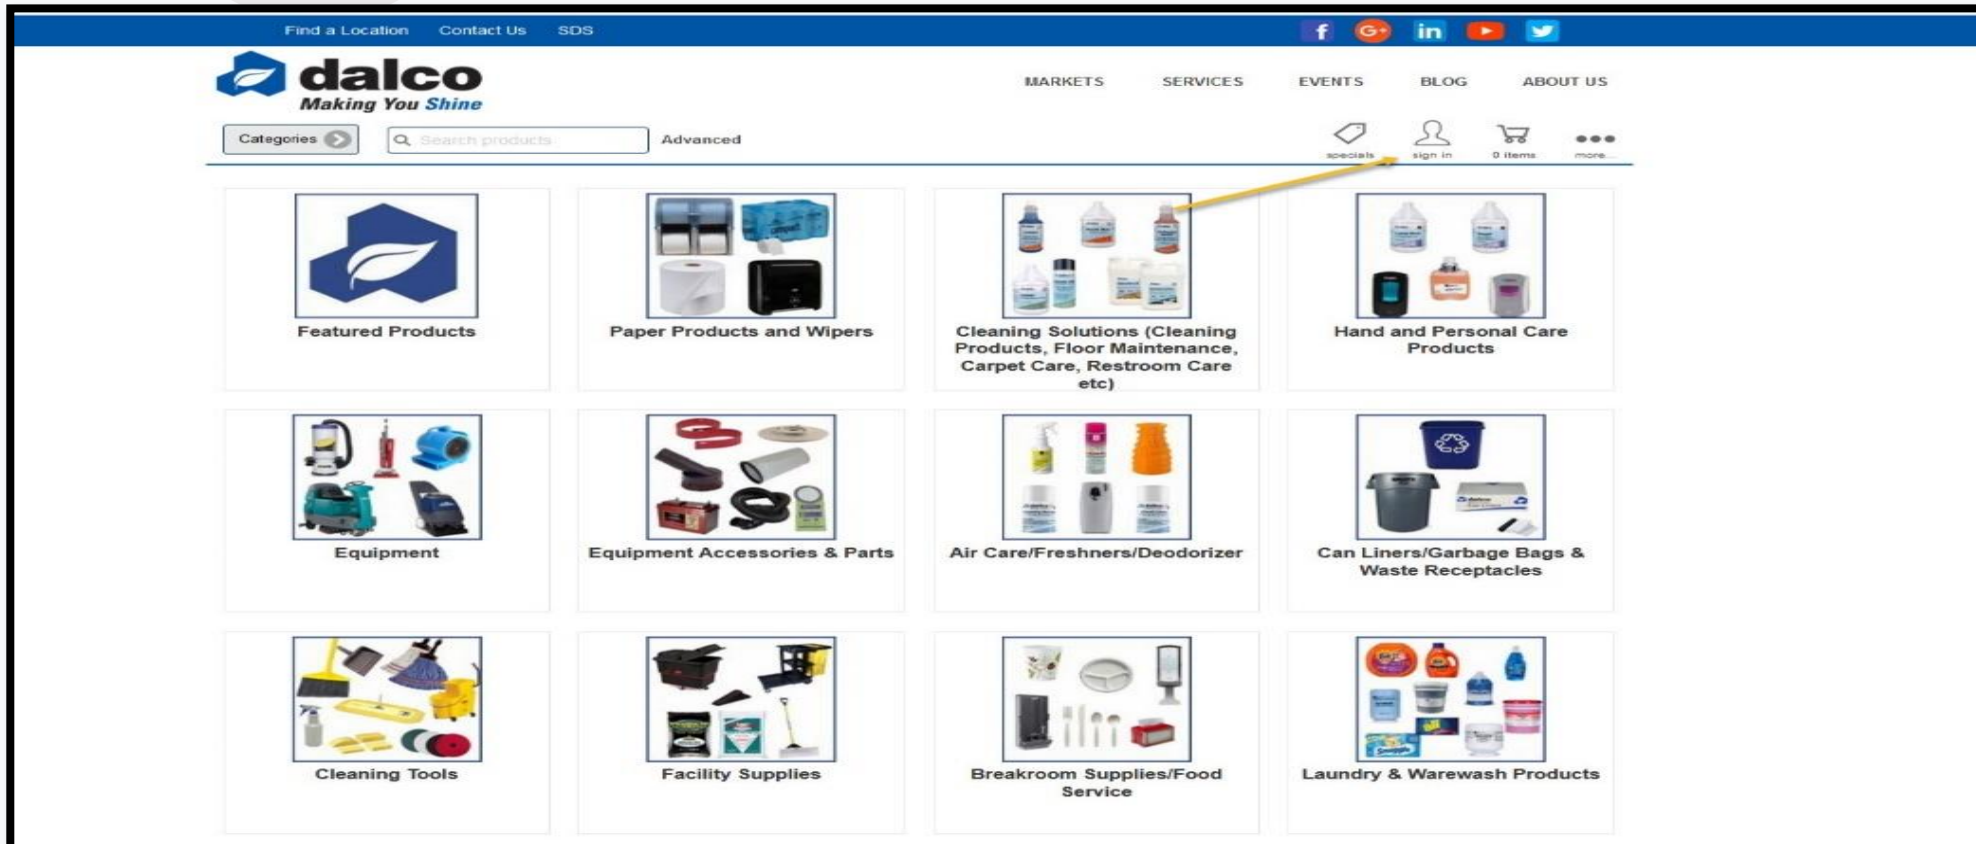 Find a Location Contact Us SDS
dalco
Making You Shine
MARKETS SERVICES EVENTS BLOG ABOUT US
Categories Search products Advanced
specials sign in 0 items more...
Featured Products
Paper Products and Wipers
Cleaning Solutions (Cleaning
Products, Floor Maintenance,
Carpet Care, Restroom Care
etc)
Hand and Personal Care
Products
Equipment
Equipment Accessories & Parts
Air Care/Freshners/Deodorizer
Can Liners/Garbage Bags &
Waste Receptacles
Cleaning Tools
Facility Supplies
Breakroom Supplies/Food
Service
Laundry & Warewash Products